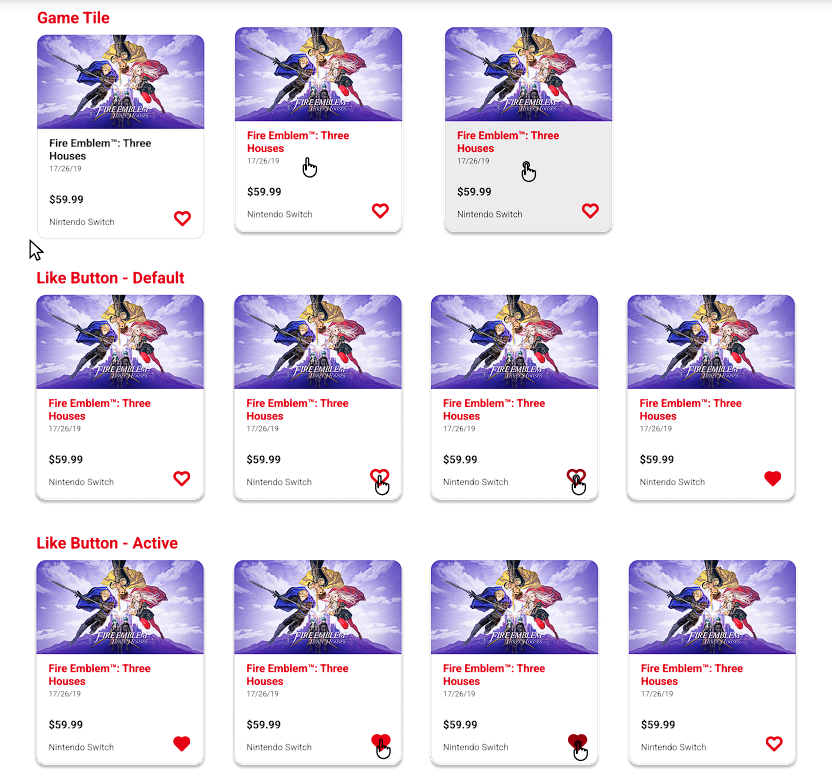 Game Tile
FIRE EMBLEM
THREE HOUSES
Fire Emblem™: Three
Houses
17/26/19
$59.99
Nintendo Switch
FIRE EMBLEM
THREE HOUSES
Fire Emblem™: Three
Houses
17/26/19
$59.99
Nintendo Switch
FIRE EMBLEM
THREE HOUSES
Fire Emblem™: Three
Houses
17/26/19
$59.99
Nintendo Switch
Like Button - Default
FIRE EMBLEM
THREE HOUSES
Fire Emblem™: Three
Houses
17/26/19
$59.99
Nintendo Switch
FIRE EMBLEM
THREE HOUSES
Fire Emblem™: Three
Houses
17/26/19
$59.99
Nintendo Switch
FIRE EMBLEM
THREE HOUSES
Fire Emblem™: Three
Houses
17/26/19
$59.99
Nintendo Switch
FIRE EMBLEM
THREE HOUSES
Fire Emblem™: Three
Houses
17/26/19
$59.99
Nintendo Switch
Like Button - Active
FIRE EMBLEM
THREE HOUSES
Fire Emblem™: Three
Houses
17/26/19
$59.99
Nintendo Switch
FIRE EMBLEM
THREE HOUSES
Fire Emblem™: Three
Houses
17/26/19
$59.99
Nintendo Switch
FIRE EMBLEM
THREE HOUSES
Fire Emblem™: Three
Houses
17/26/19
$59.99
Nintendo Switch
FIRE EMBLEM
THREE HOUSES
Fire Emblem™: Three
Houses
17/26/19
$59.99
Nintendo Switch